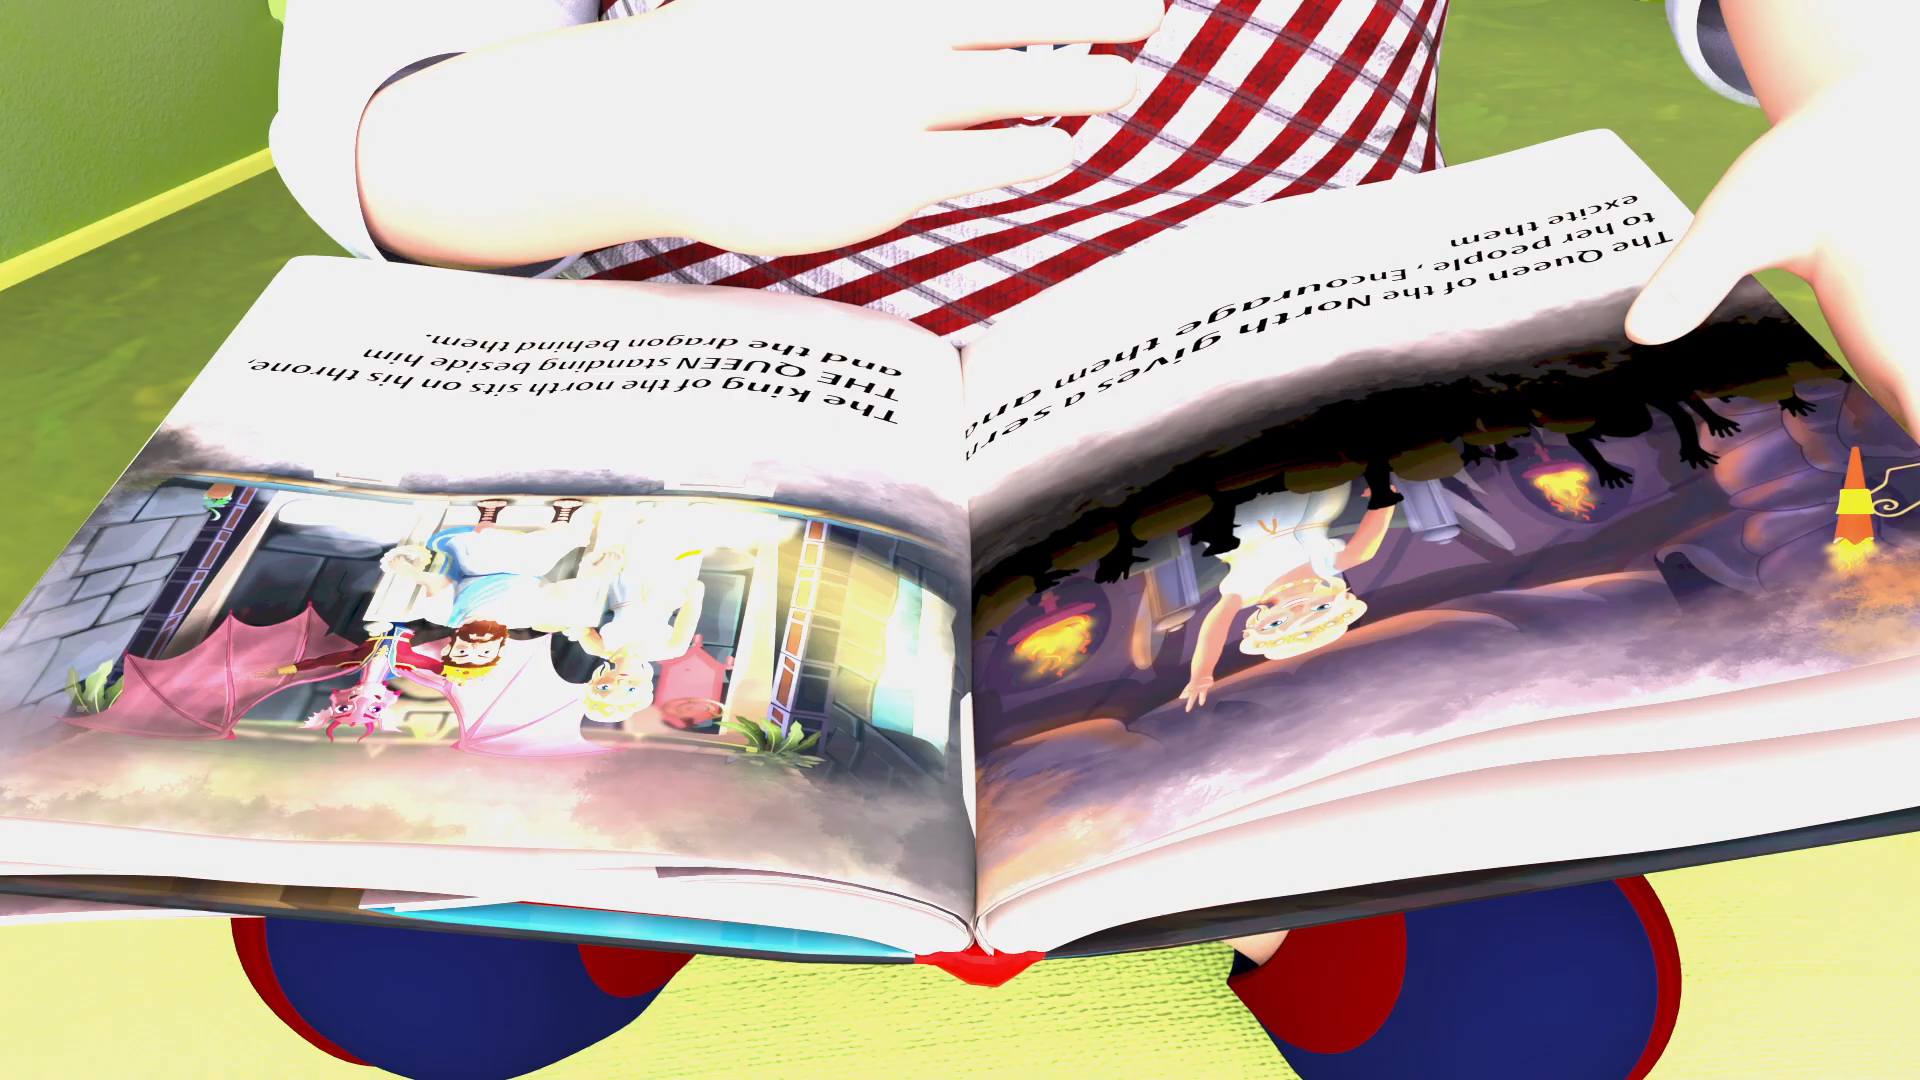 The Queen of the North gives a sern
to her people, Encourage them and
excite them
The king of the north sits on his throne,
THE QUEEN standing beside him
and the dragon behind them.